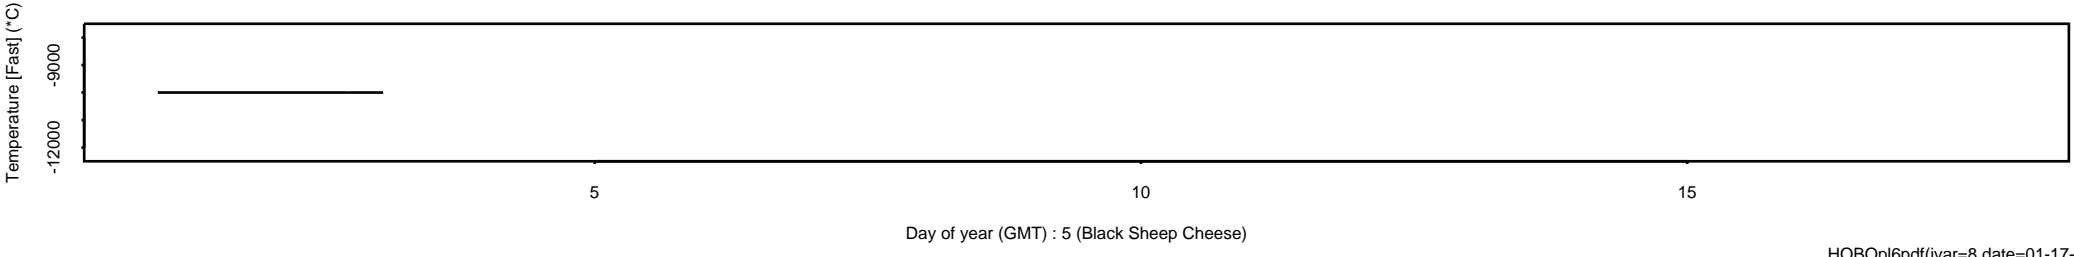 Temperature [Fast] (*C)
-9000
-12000
5
10
15
Day of year (GMT) : 5 (Black Sheep Cheese)
HOBOpl6pdf(ivar=8,date=01-17-